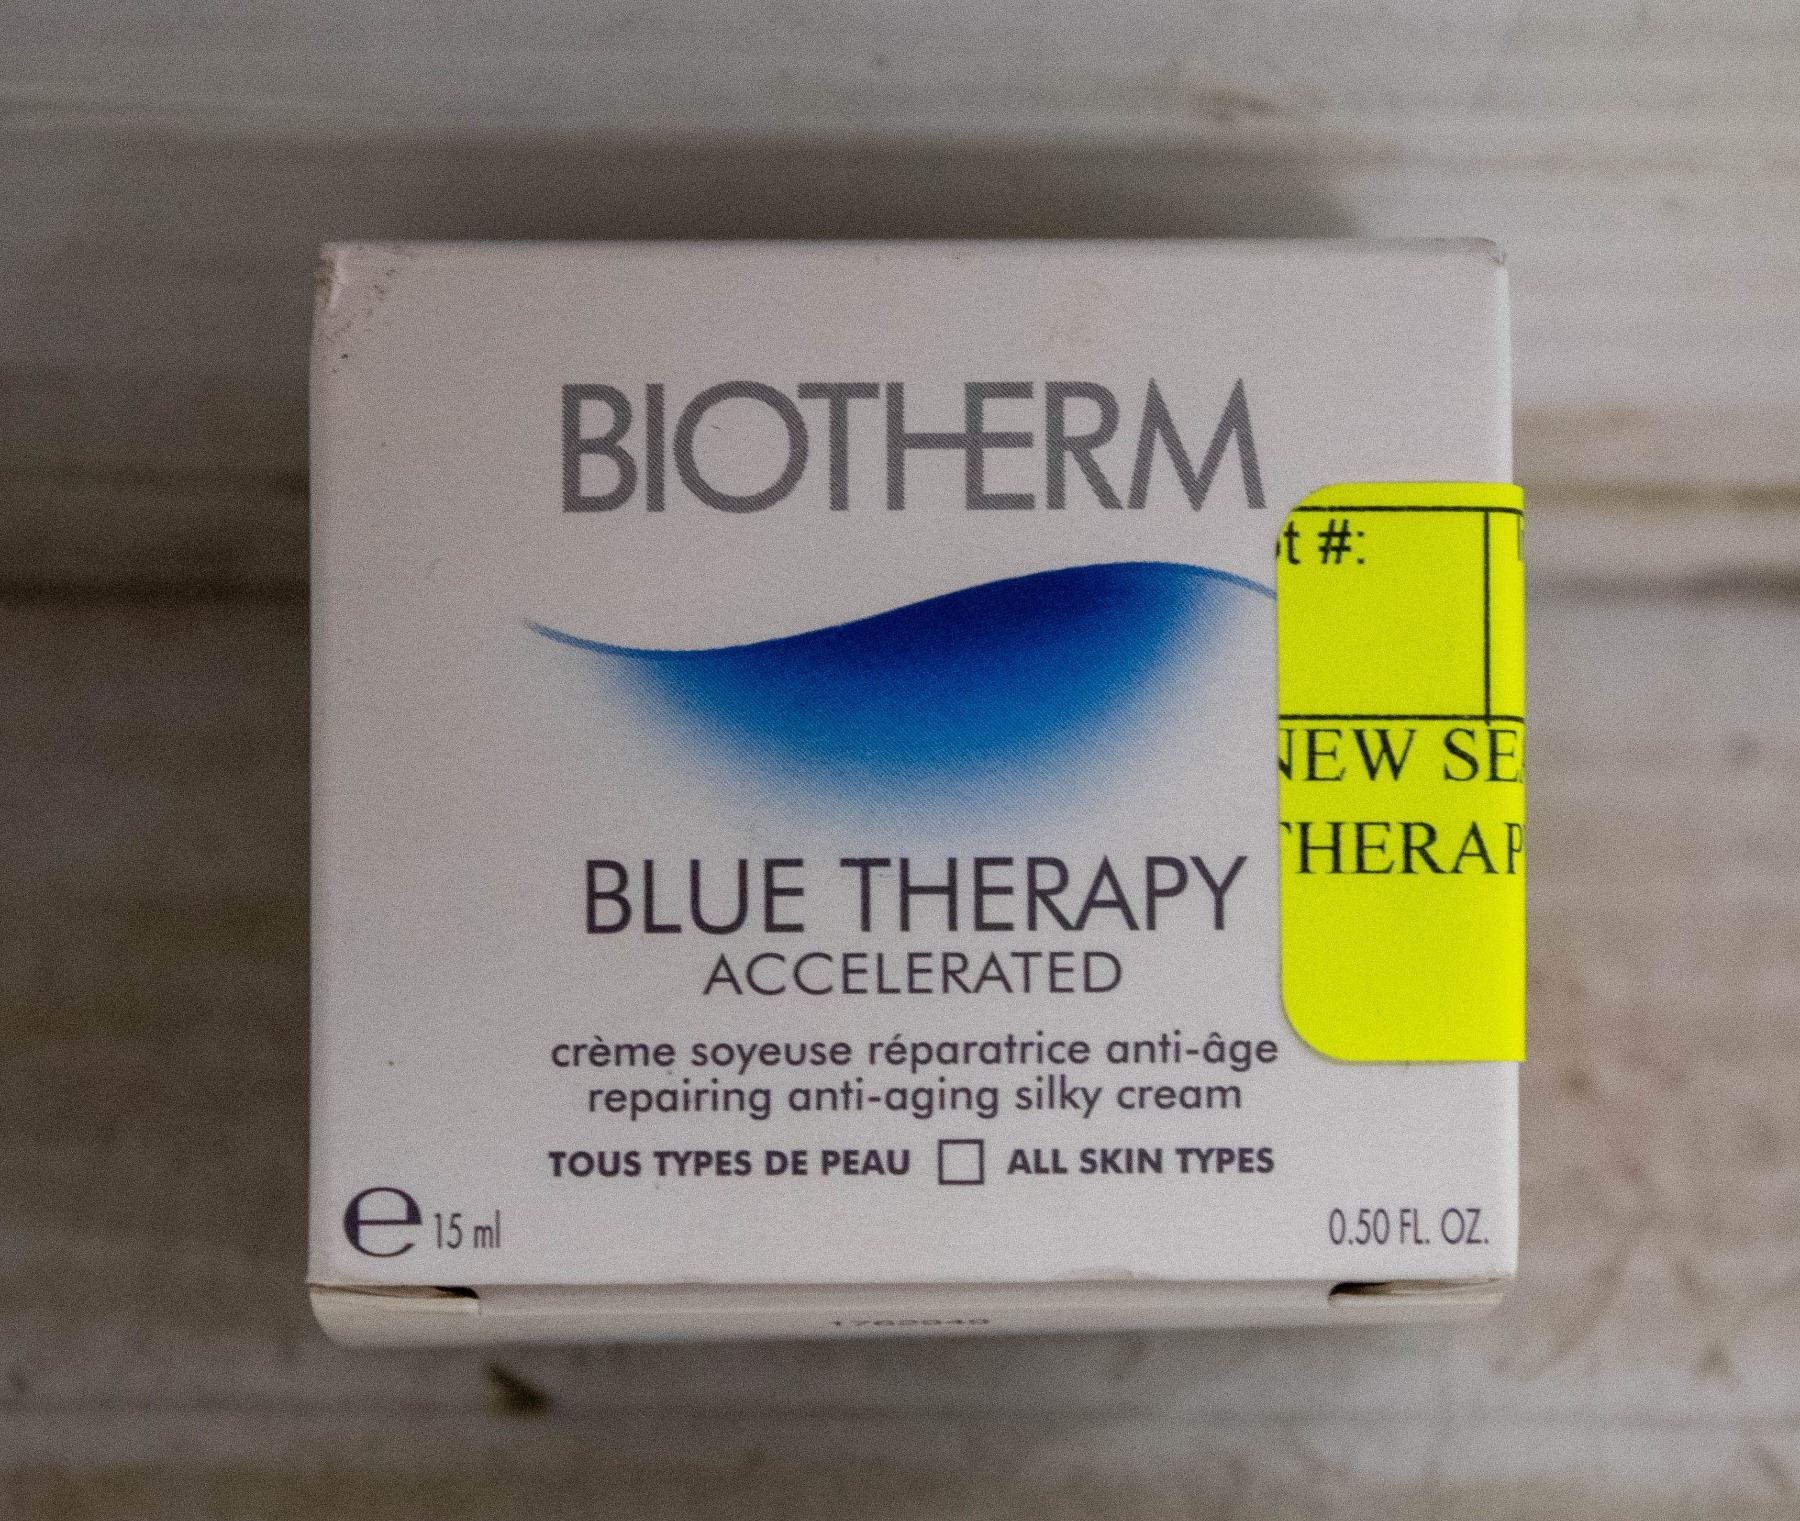 BIOTHERM
#:
NEW
BLUE THERAPY
ACCELERATED
crème soyeuse réparatrice anti-âge
repairing anti-aging silky cream
TOUS TYPES DE PEAU ALL SKIN TYPES
e 15 ml 0.50 FL. OZ.